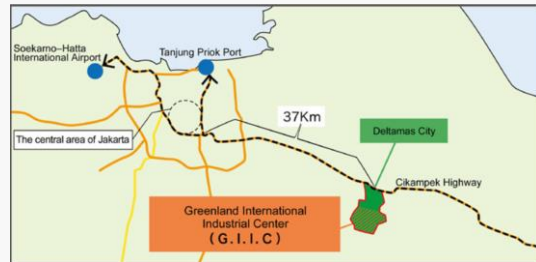 Soekarno–Hatta
International Airport
Tanjung Priok Port
The central area of Jakarta
37Km
Deltamas City
Cikampek Highway
Greenland International
Industrial Center
(G.I.I.C)